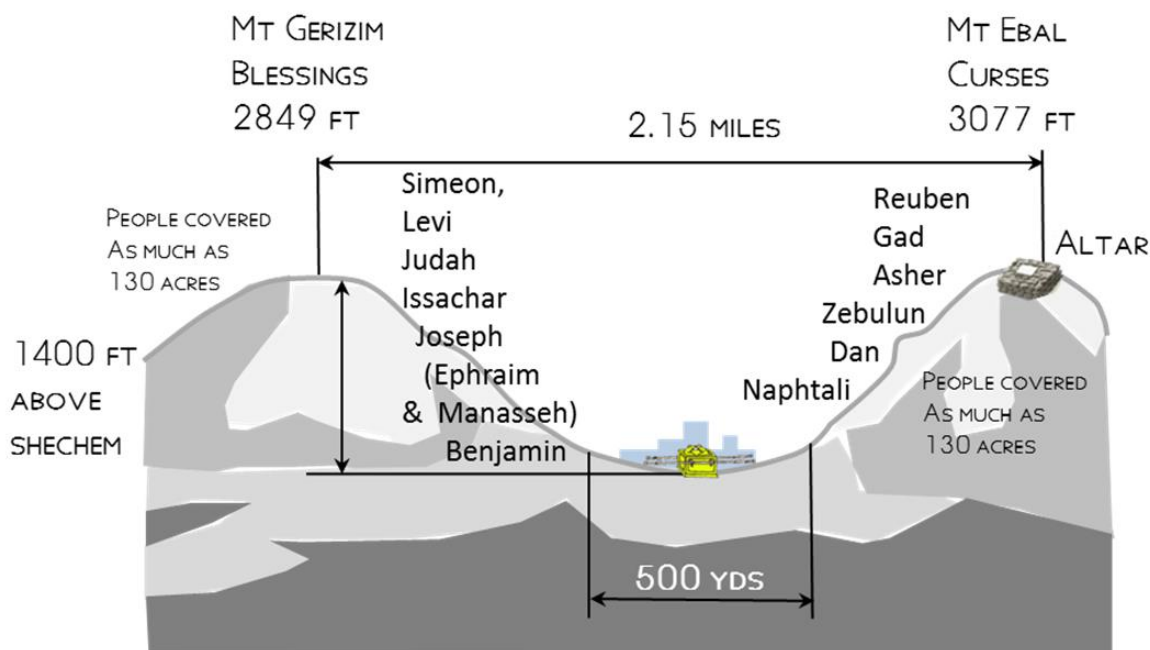 Mt Gerizim
Blessings
2849 ft
Mt Ebal
Curses
3077 ft
2.15 miles
People covered
As much as
130 acres
Simeon,
Levi
Judah
Issachar
Joseph
(Ephraim
& Manasseh)
Benjamin
Reuben
Gad
Asher
Zebulun
Dan
Naphtali
Altar
1400 ft
above
Shechem
People covered
As much as
130 acres
500 yds